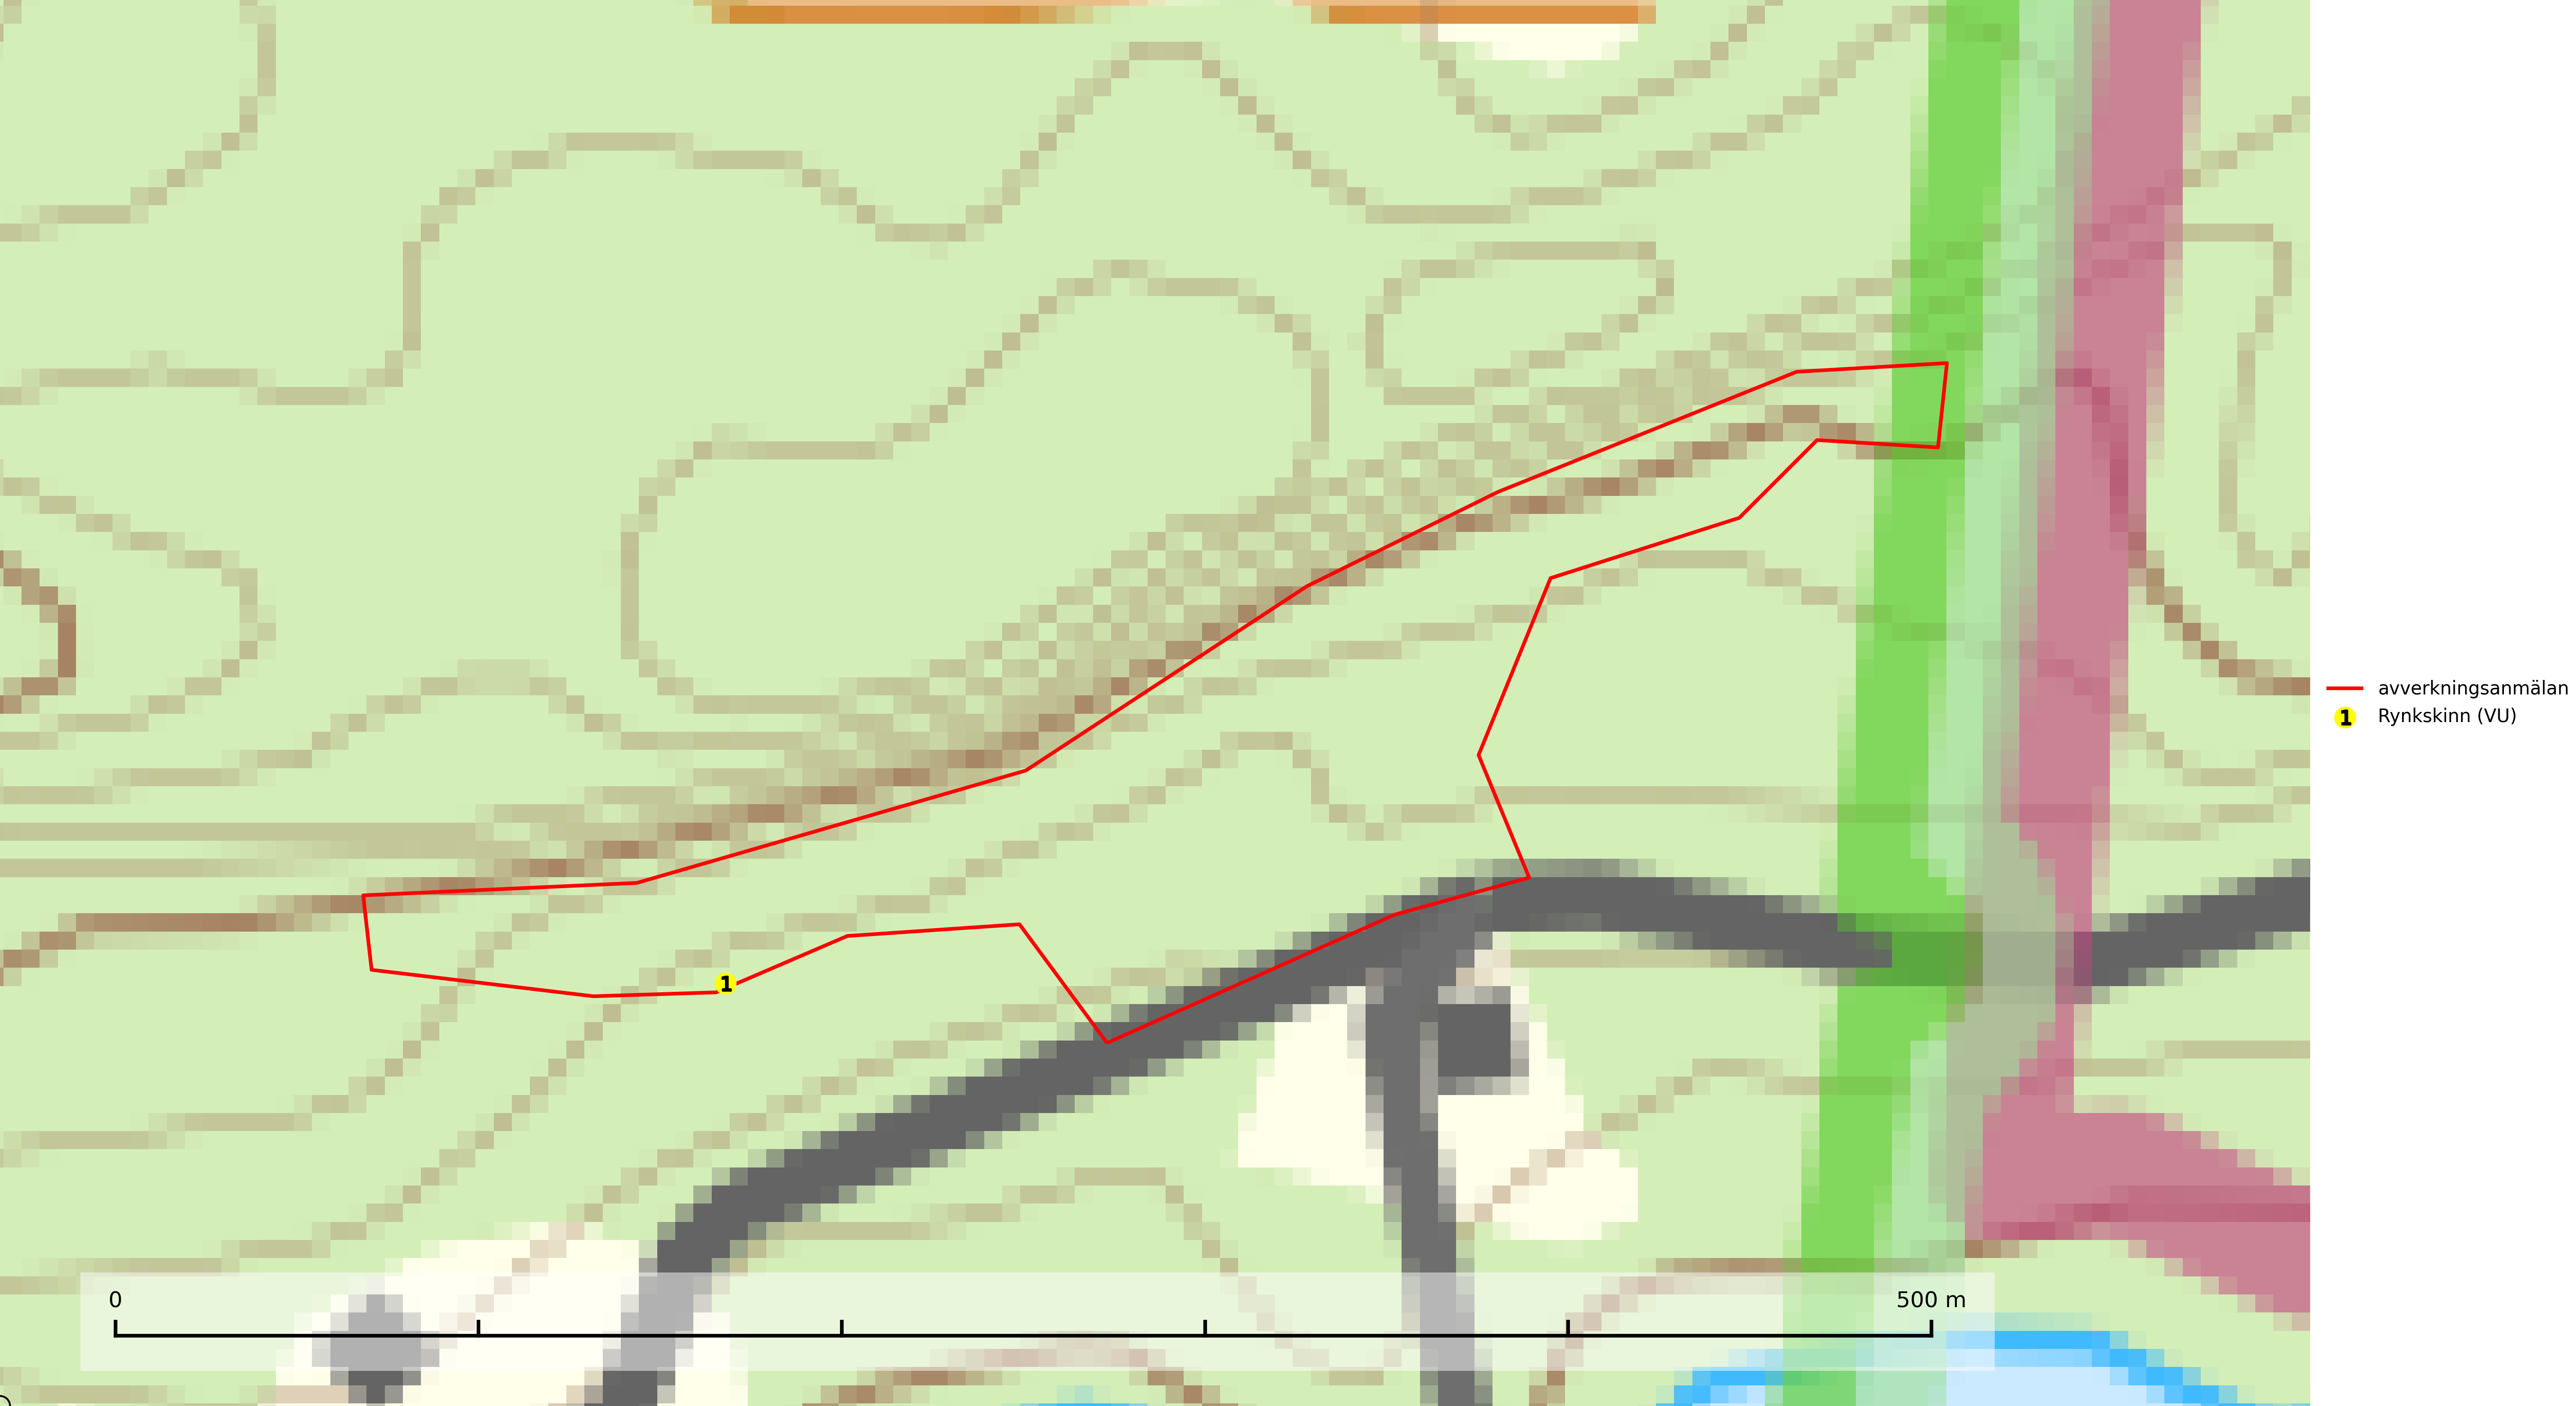 avverkningsanmälan
1 Rynkskinn (VU)
1
0 500 m